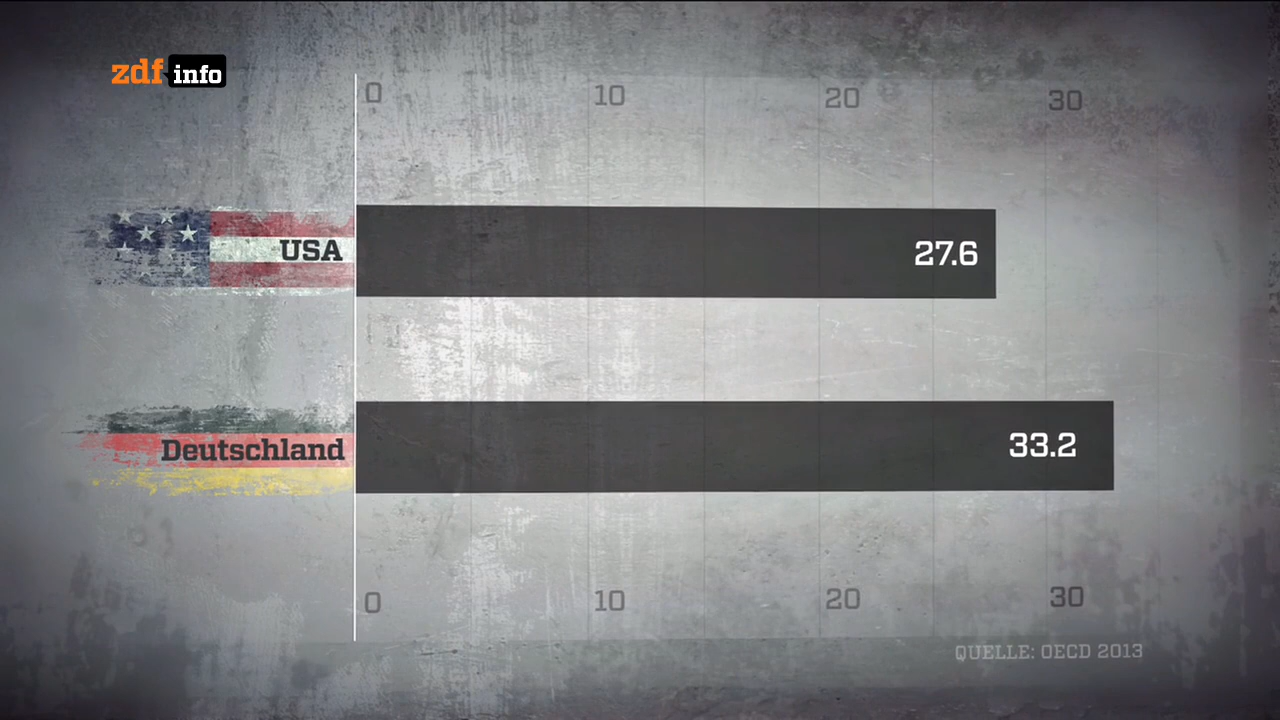 zdf info
0 10 20 30
USA 27.6
Deutschland 33.2
0 10 20 30
QUELLE: OECD 2013